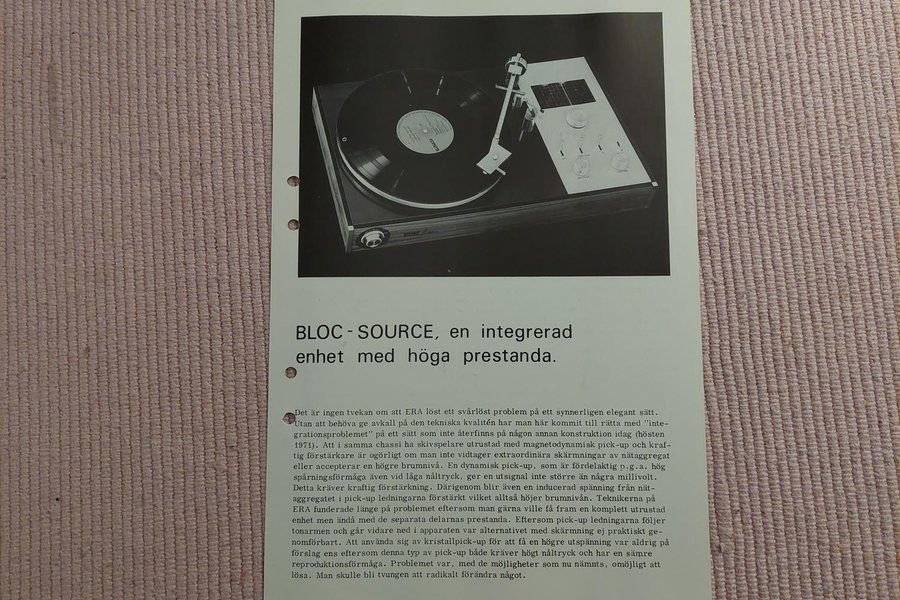 BLOC-SOURCE, en integrerad
enhet med höga prestanda.
Det är ingen tvekan om att ERA löst ett svårlöst problem på ett synnerligen elegant sätt.
Utan att behöva ge avkall på den tekniska kvalitén har man här kommit till rätta med "inte-
grationsproblemet" på ett sätt som inte återfinns på någon annan konstruktion idag (hösten
1971). Att i samma chassi ha skivspelare utrustad med magnetodynamisk pick-up och kraf-
tig förstärkare är ogörligt om man inte vidtager extraordinära skärmningar av nätaggregat
eller accepterar en högre brumnivå. En dynamisk pick-up, som är fördelaktig p.g.a. hög
spårningsförmåga även vid låga nåltryck, ger en utsignal inte större än några millivolt.
Detta kräver kraftig förstärkning. Därigenom blir även en inducerad spänning från nät-
aggregatet i pick-up ledningarna förstärkt vilket alltså höjer brumnivån. Teknikerna på
ERA funderade länge på problemet eftersom man gärna ville få fram en komplett utrustad
enhet men ändå med de separata delarnas prestanda. Eftersom pick-up ledningarna följer
tonarmen och går vidare ned i apparaten var alternativet med skärmning ej praktiskt ge-
nomförbart. Att använda sig av kristallpick-up för att få en högre utspänning var aldrig på
förslag ens eftersom denna typ av pick-up både kräver högt nåltryck och har en sämre
reproduktionsförmåga. Problemet var, med de möjligheter som nu nämnts, omöjligt att
lösa. Man skulle bli tvungen att radikalt förändra något.